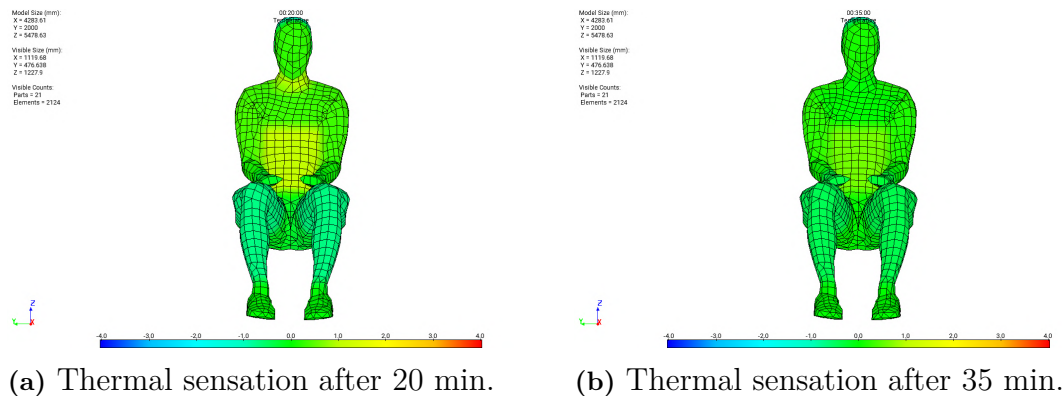 Model Size (mm):
X = 4283.61
Y = 2000
Z = 5478.63
Visible Size (mm):
X = 1119.68
Y = 476.638
Z = 1227.9
Visible Counts:
Parts = 21
Elements = 2124
00:20:00
Temperature
Z
Y
X
-4,0 -3,0 -2,0 -1,0 0,0 1,0 2,0 3,0 4,0
(a) Thermal sensation after 20 min.
Model Size (mm):
X = 4283.61
Y = 2000
Z = 5478.63
Visible Size (mm):
X = 1119.68
Y = 476.638
Z = 1227.9
Visible Counts:
Parts = 21
Elements = 2124
00:35:00
Temperature
Z
Y
X
-4,0 -3,0 -2,0 -1,0 0,0 1,0 2,0 3,0 4,0
(b) Thermal sensation after 35 min.